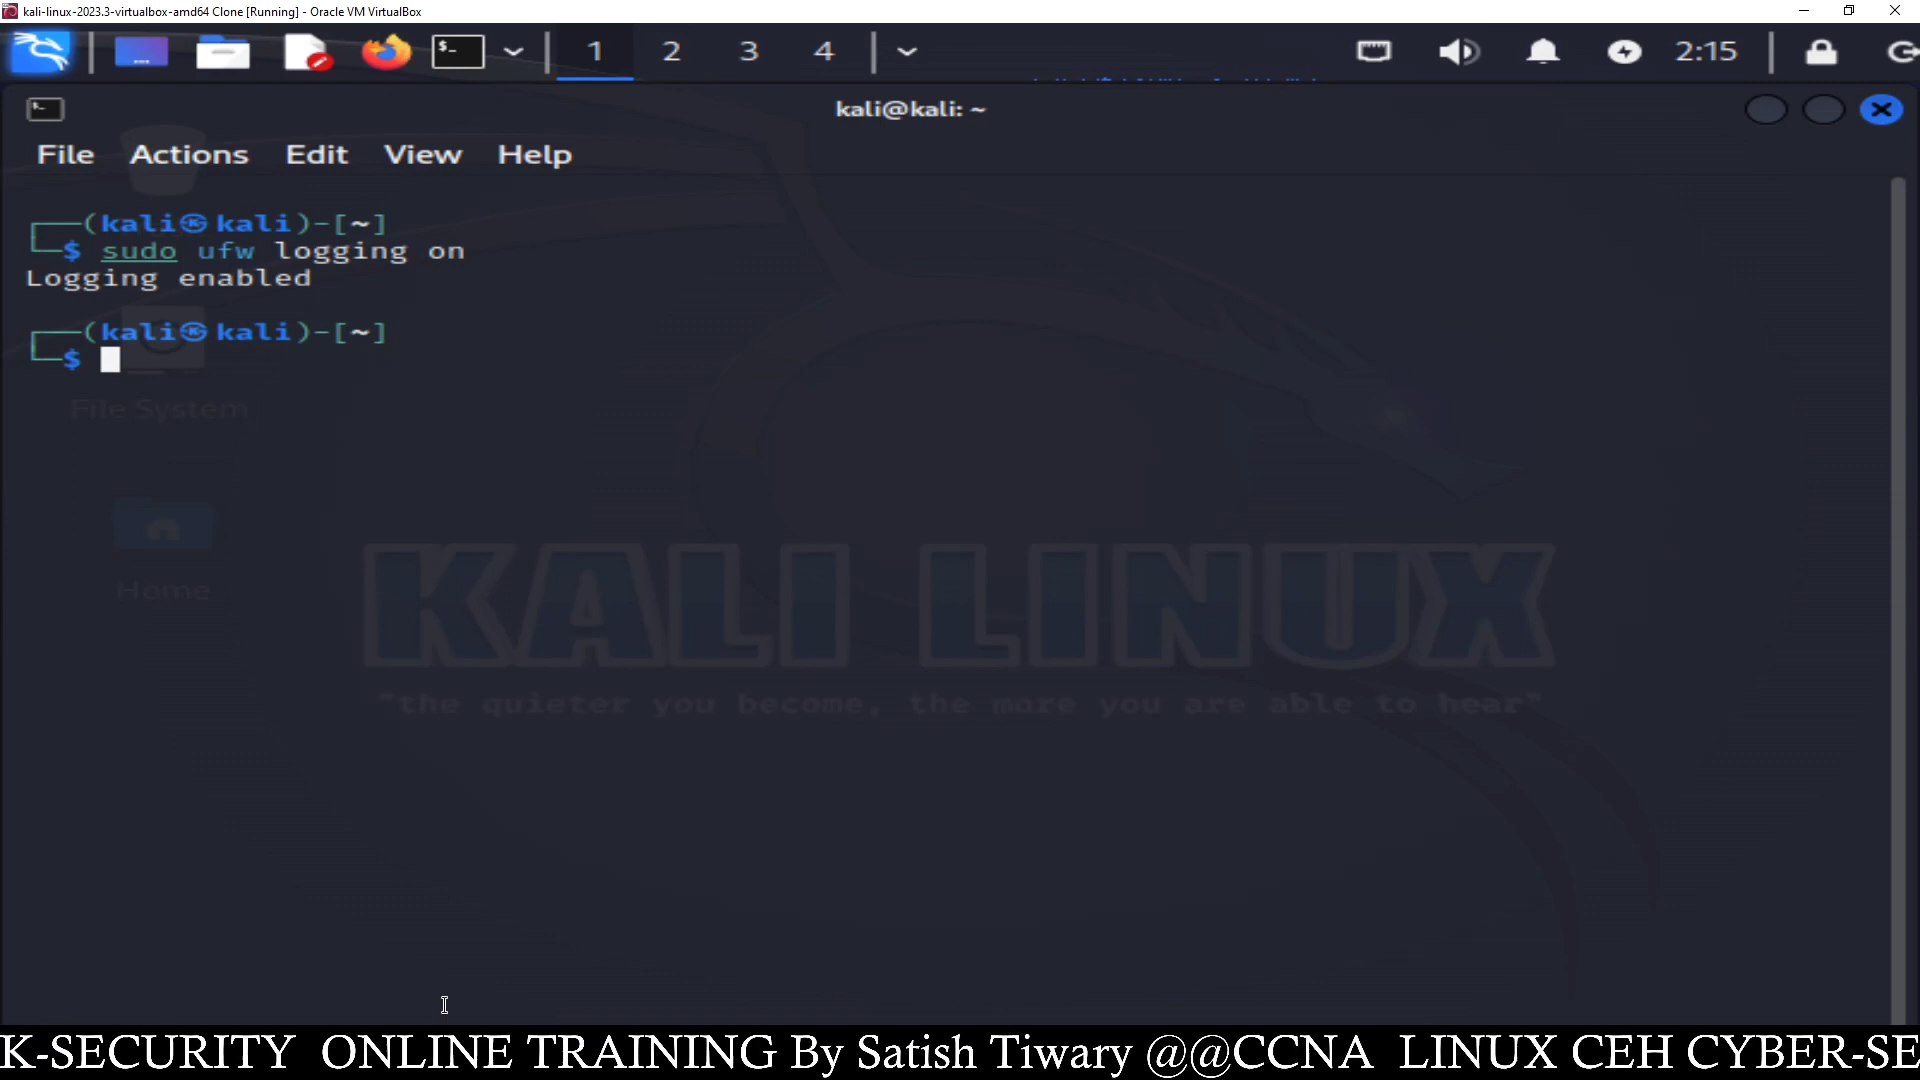 kali-linux-2023.3-virtualbox-amd64 Clone [Running] - Oracle VM VirtualBox
$- 1 2 3 4 2:15
kali@kali: ~
File Actions Edit View Help
(kali㉿kali)-[~]
$ sudo ufw logging on
Logging enabled
(kali㉿kali)-[~]
$
File System
Home
KALI LINUX
"the quieter you become, the more you are able to hear"
K-SECURITY ONLINE TRAINING By Satish Tiwary @@CCNA LINUX CEH CYBER-SE